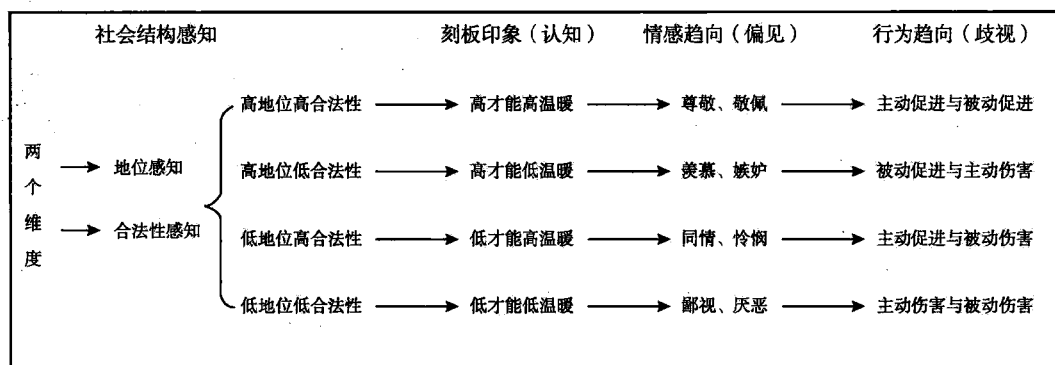 社会结构感知 刻板印象（认知） 情感趋向（偏见） 行为趋向（歧视）
高地位高合法性 高才能高温暖 尊敬、敬佩 主动促进与被动促进
两个维度
地位感知
高地位低合法性 高才能低温暖 羡慕、嫉妒 被动促进与主动伤害
合法性感知
低地位高合法性 低才能高温暖 同情、怜悯 主动促进与被动伤害
低地位低合法性 低才能低温暖 鄙视、厌恶 主动伤害与被动伤害